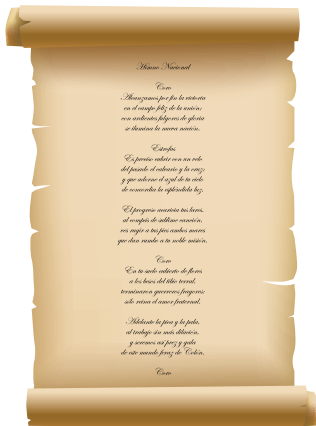 Himno Nacional
Coro
Alcanzamos por fin la victoria
en el campo feliz de la unión;
con ardientes fulgores de gloria
se ilumina la nueva nación.
Estrofas
Es preciso cubrir con un velo
del pasado el calvario y la cruz;
y que adorne el azul de tu cielo
de concordia la espléndida luz.
El progreso acaricia tus lares,
al compás de sublime canción,
ves rugir a tus pies ambos mares
que dan rumbo a tu noble misión.
Coro
En tu suelo cubierto de flores
a los besos del tibio terral,
terminaron guerreros fragores;
sólo reina el amor fraternal.
Adelante la pica y la pala,
al trabajo sin más dilación,
y seremos así prez y gala
de este mundo feraz de Colón.
Coro